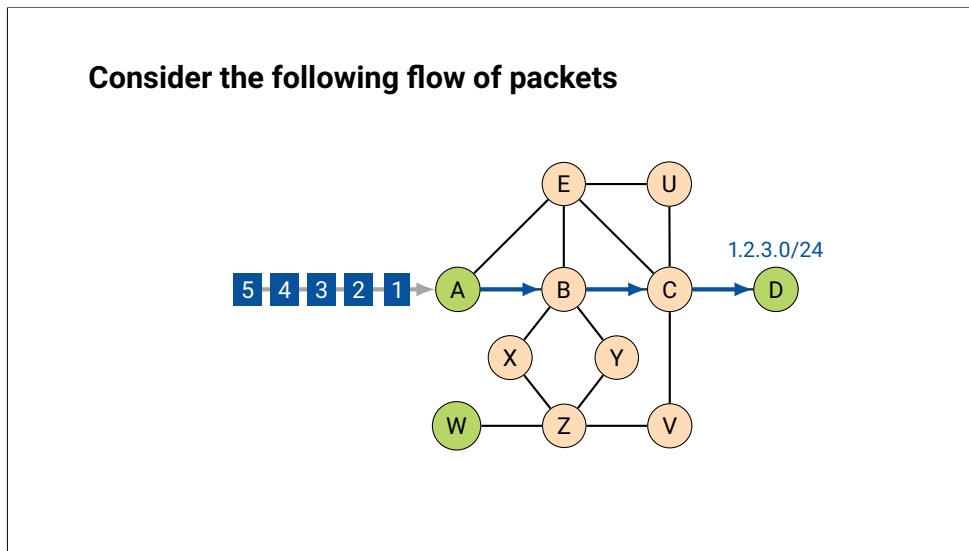 Consider the following flow of packets
E U
1.2.3.0/24
5 4 3 2 1 A B C D
X Y
W Z V